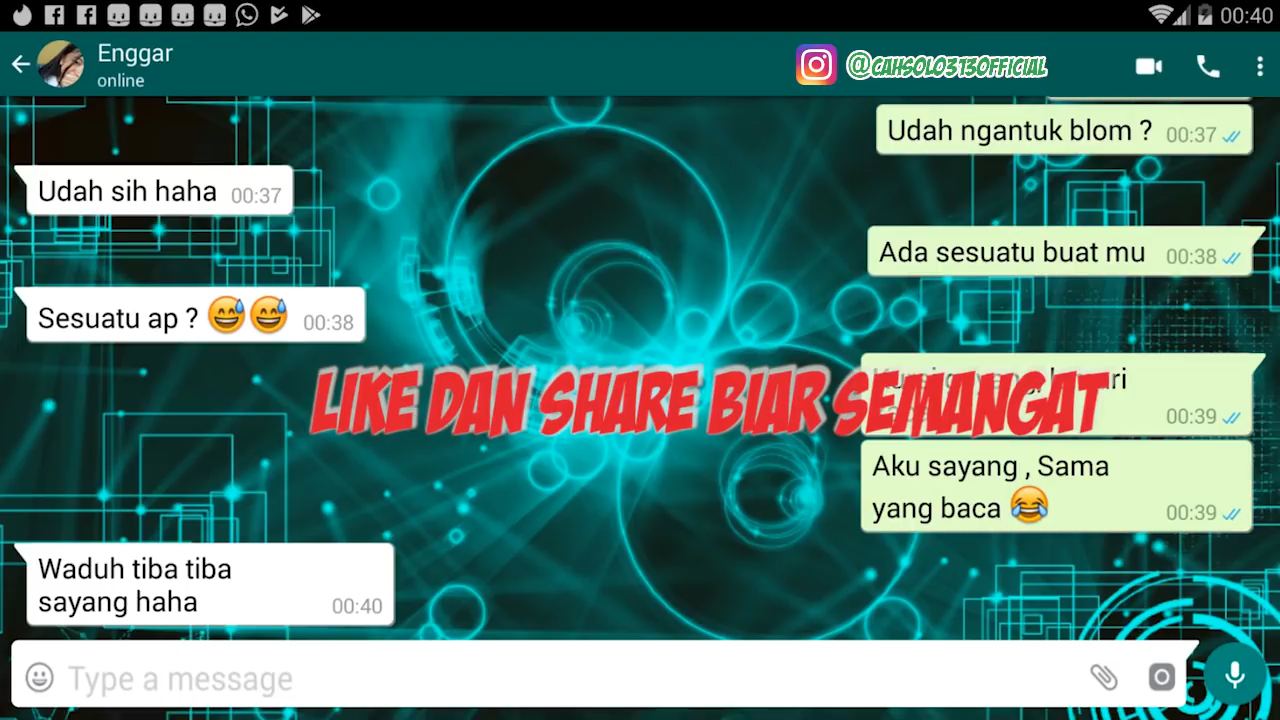 00:40
Enggar
online
@CAHSOLO313OFFICIAL
Udah ngantuk blom ? 00:37
Udah sih haha 00:37
Ada sesuatu buat mu 00:38
Sesuatu ap ? 00:38
LIKE DAN SHARE BIAR SEMANGAT
00:39
Aku sayang , Sama
yang baca 00:39
Waduh tiba tiba
sayang haha 00:40
Type a message